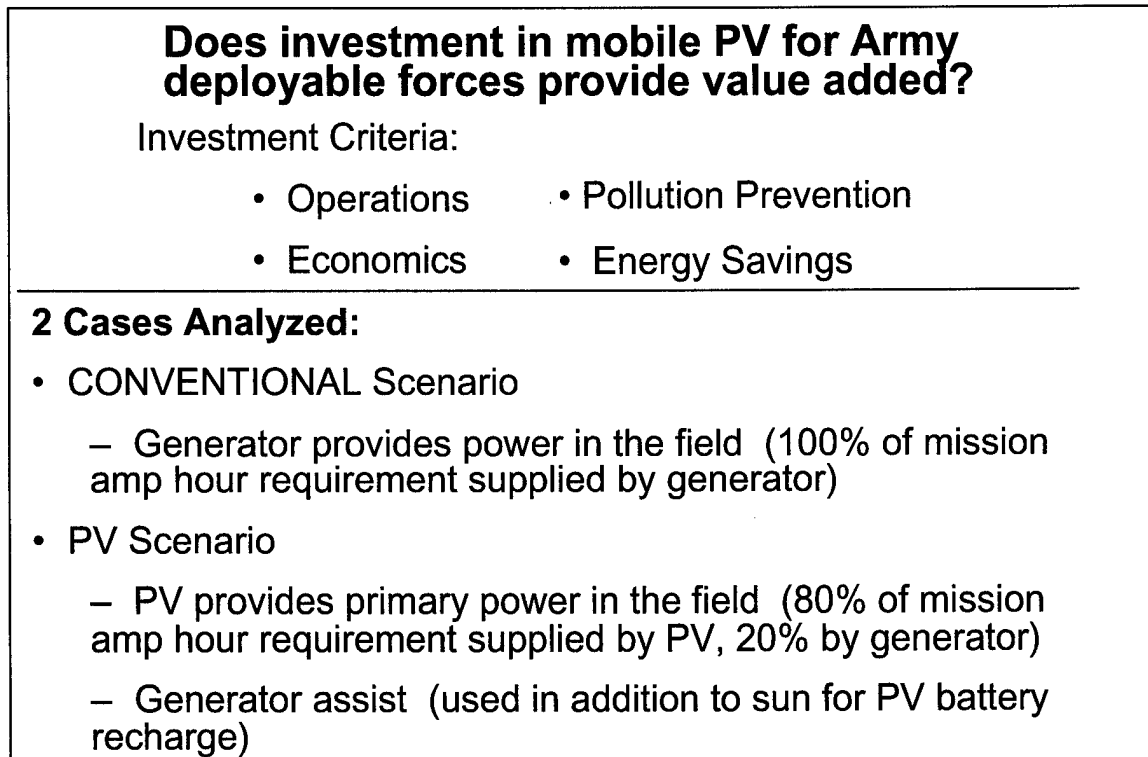 Does investment in mobile PV for Army
deployable forces provide value added?
Investment Criteria:
• Operations • Pollution Prevention
• Economics • Energy Savings
2 Cases Analyzed:
• CONVENTIONAL Scenario
– Generator provides power in the field (100% of mission
amp hour requirement supplied by generator)
• PV Scenario
– PV provides primary power in the field (80% of mission
amp hour requirement supplied by PV, 20% by generator)
– Generator assist (used in addition to sun for PV battery
recharge)